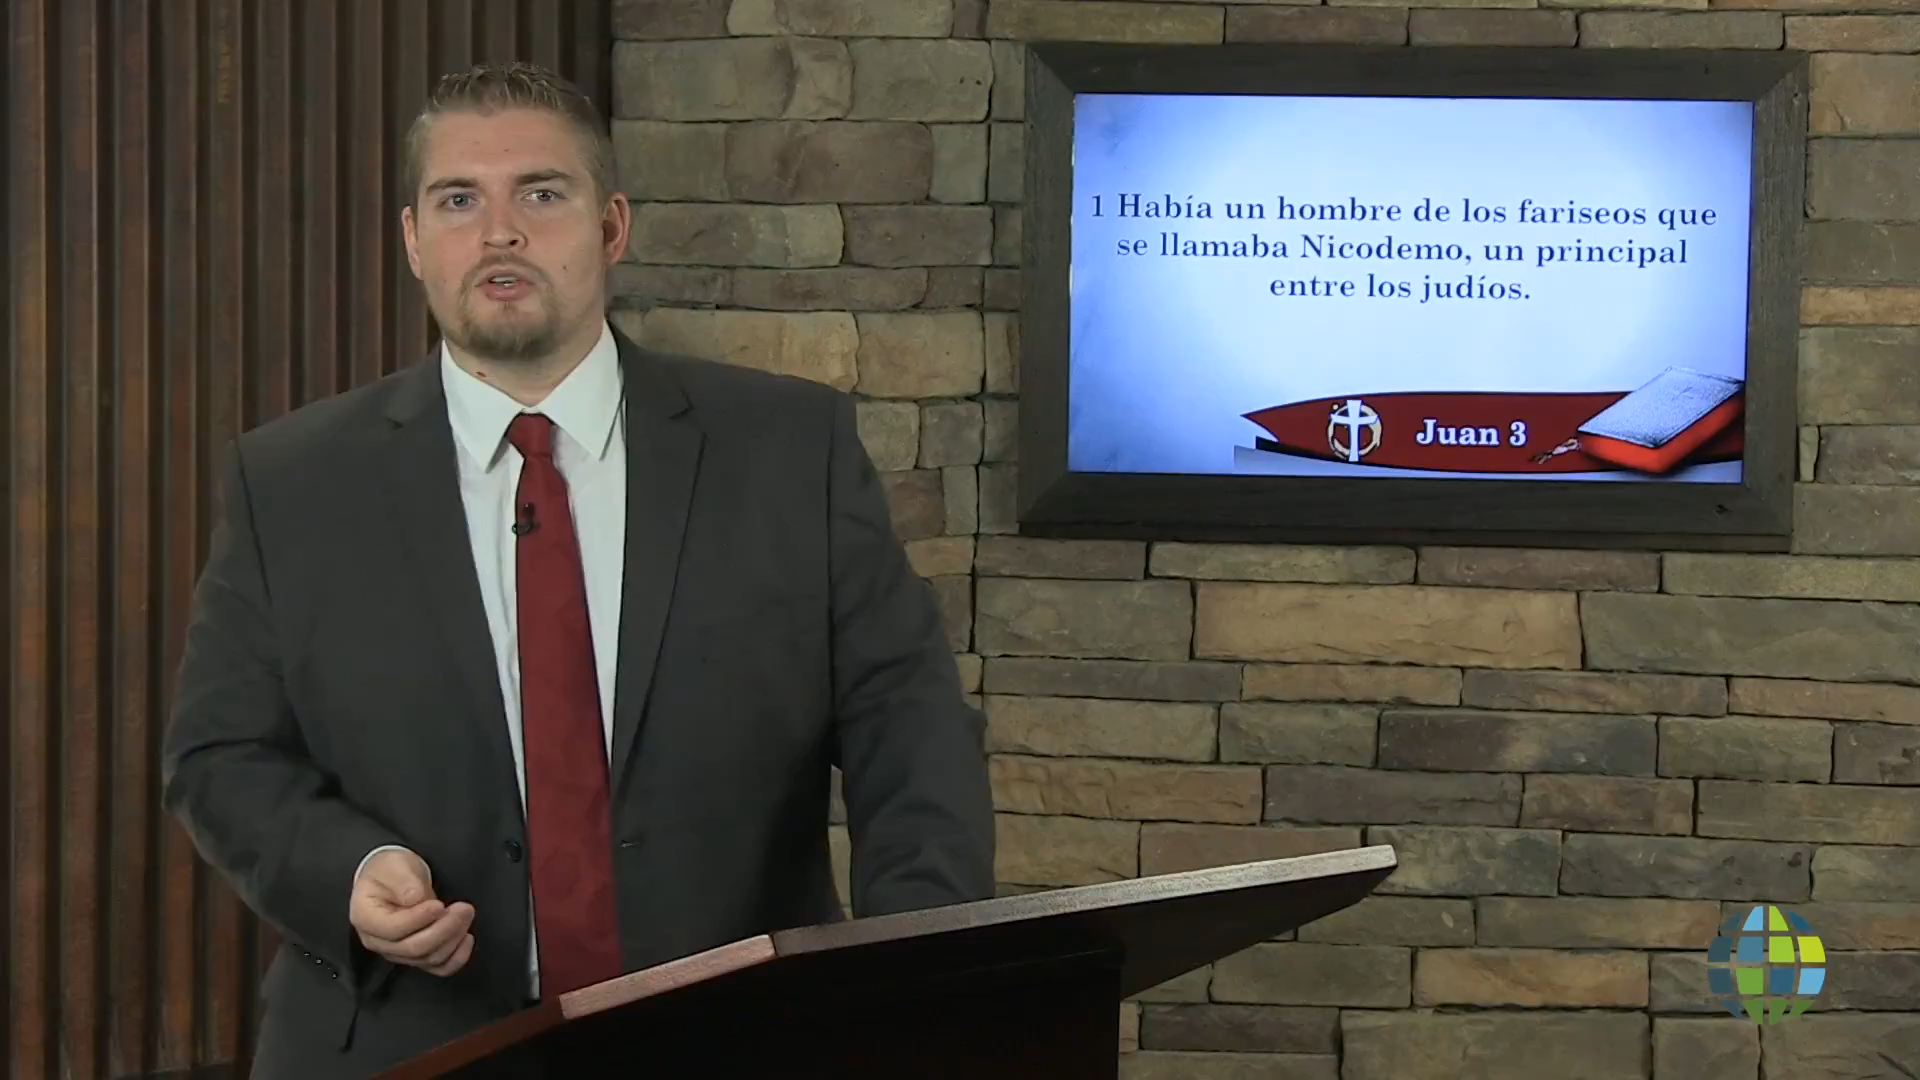 1 Había un hombre de los fariseos que
se llamaba Nicodemo, un principal
entre los judíos.
Juan 3